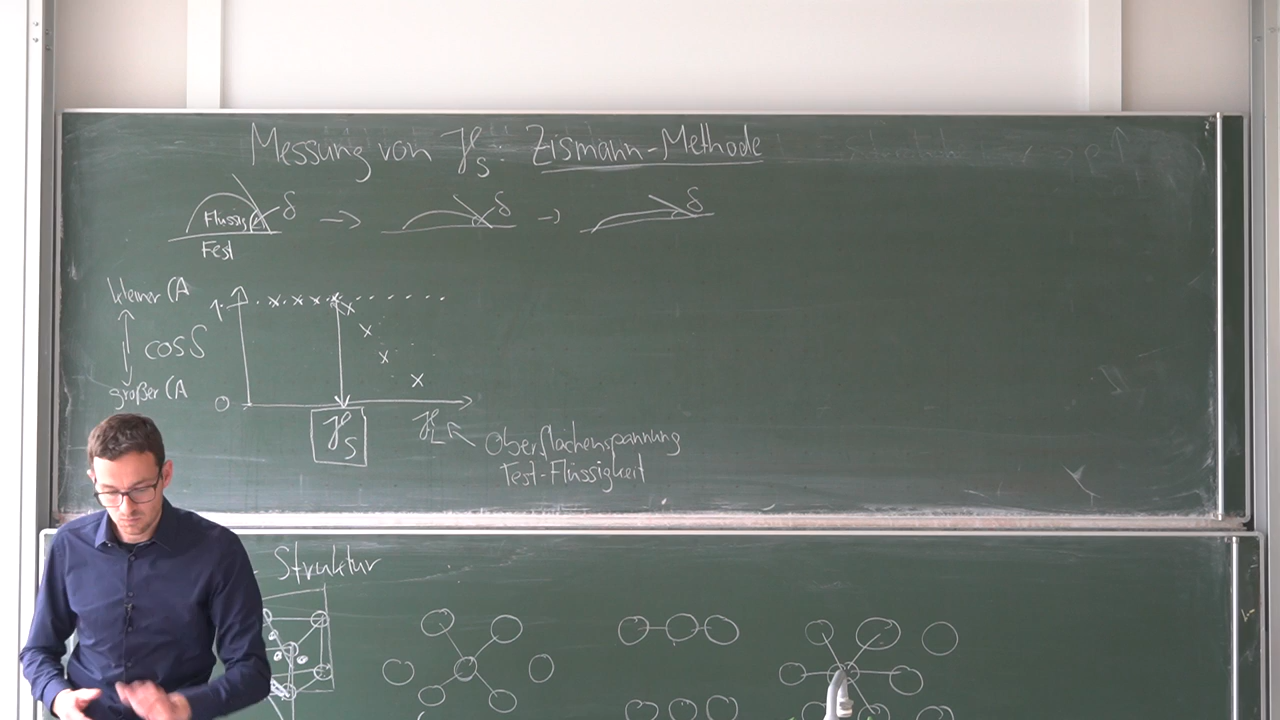 Messung von γS: Zismann-Methode
Flüssig δ → δ → δ
Fest
kleiner CA
1
cos δ
großer CA
0
γS γL
Oberflächenspannung
Test-Flüssigkeit
Struktur